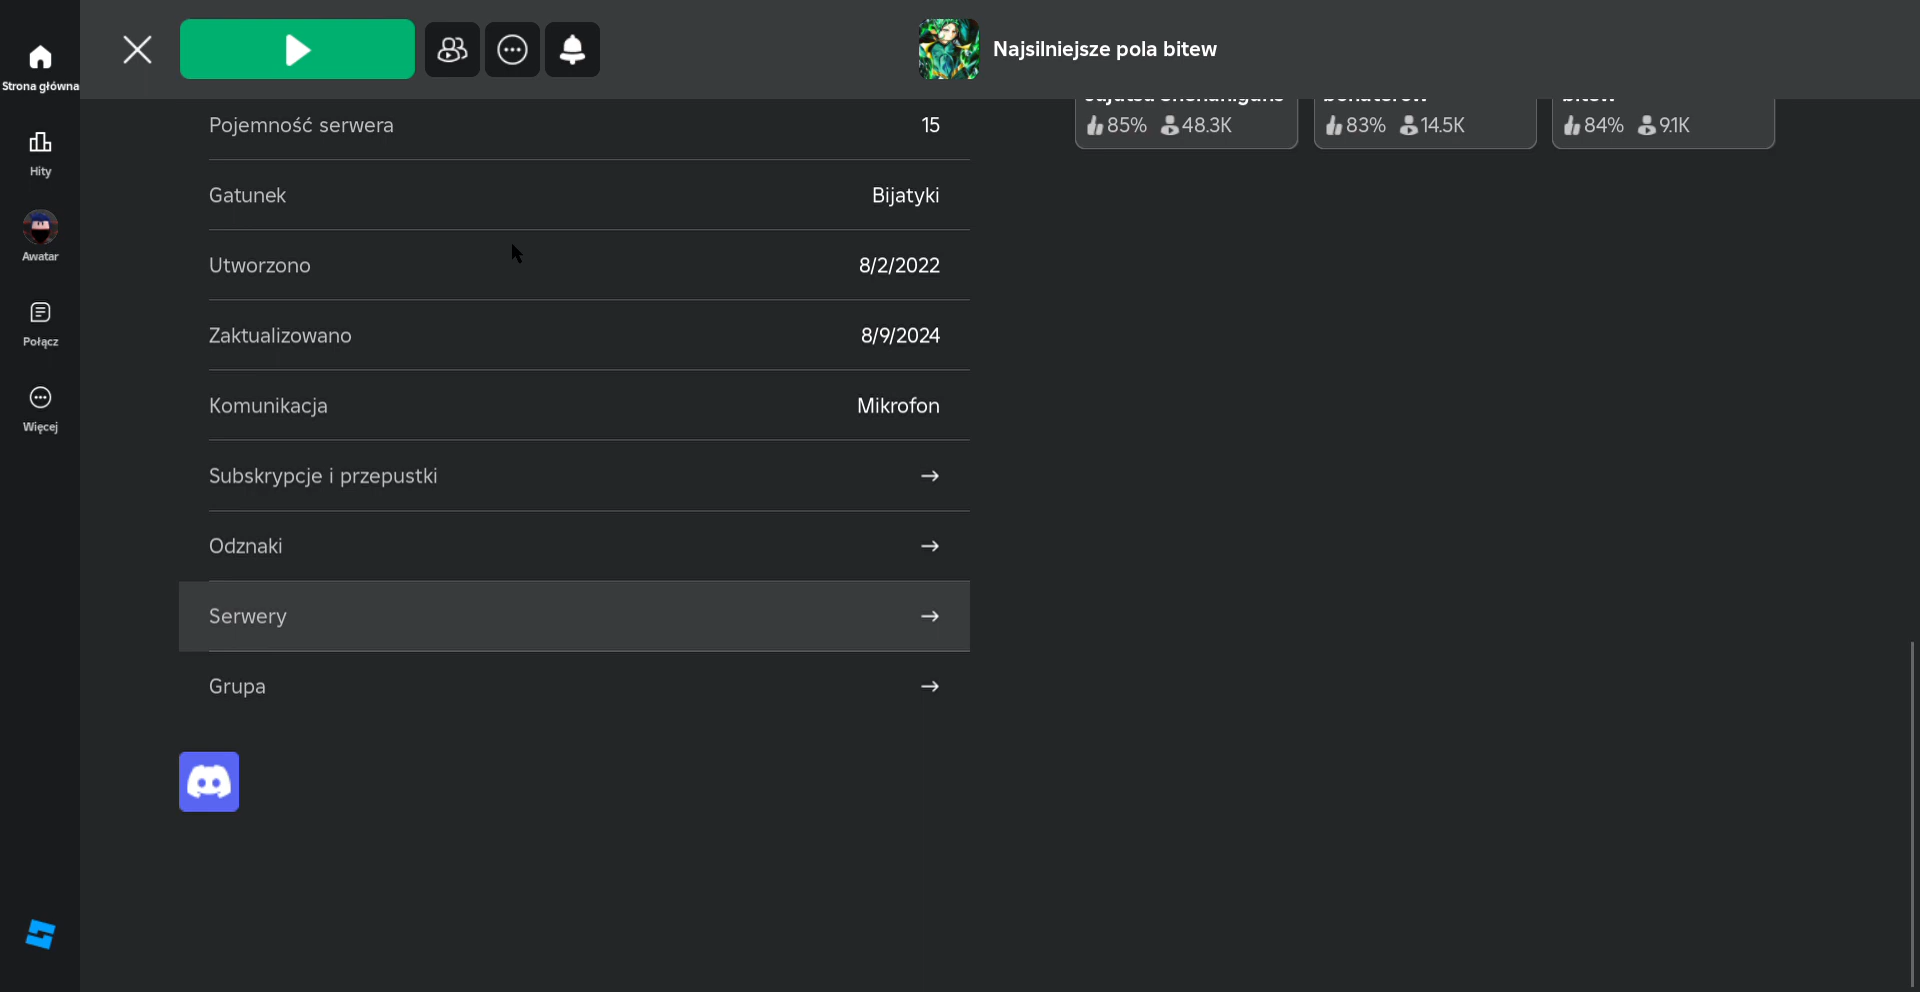 Najsilniejsze pola bitew
Strona główna
Hity
Awatar
Połącz
Więcej
Pojemność serwera 15
Gatunek Bijatyki
Utworzono 8/2/2022
Zaktualizowano 8/9/2024
Komunikacja Mikrofon
Subskrypcje i przepustki
Odznaki
Serwery
Grupa
85% 48.3K
83% 14.5K
84% 9.1K